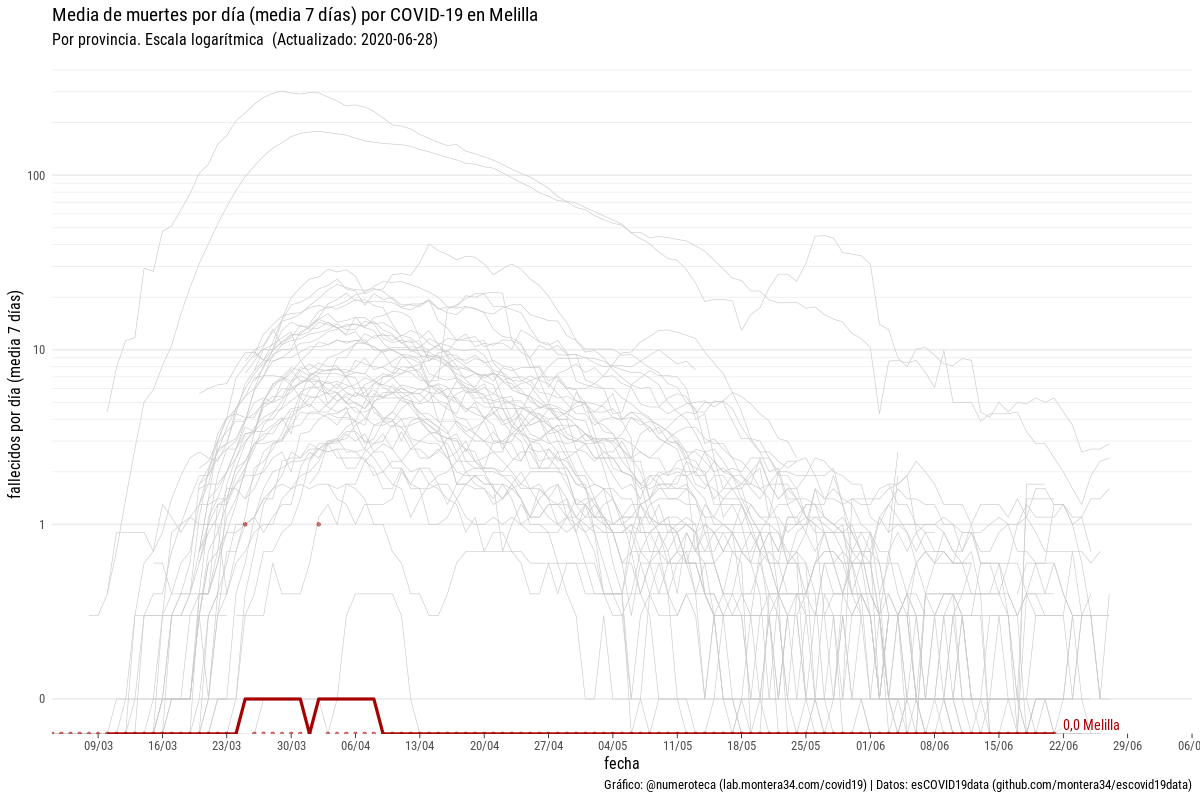 Media de muertes por día (media 7 días) por COVID-19 en Melilla
Por provincia. Escala logarítmica (Actualizado: 2020-06-28)
fallecidos por día (media 7 días)
100
10
1
0
0,0 Melilla
09/03 16/03 23/03 30/03 06/04 13/04 20/04 27/04 04/05 11/05 18/05 25/05 01/06 08/06 15/06 22/06 29/06 06/0
fecha
Gráfico: @numeroteca (lab.montera34.com/covid19) | Datos: esCOVID19data (github.com/montera34/escovid19data)